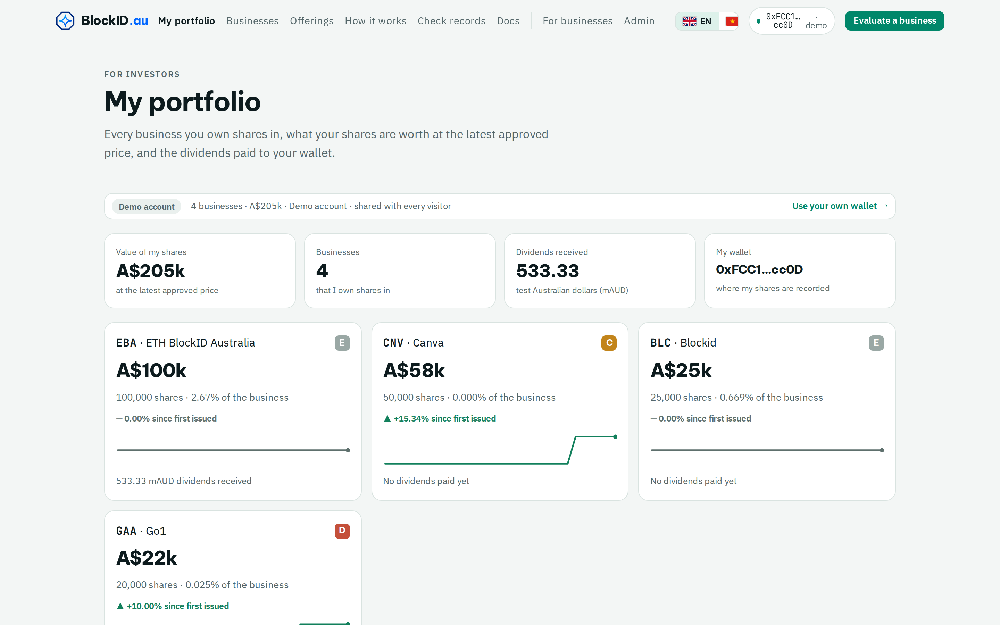 BlockID.au
My portfolio
Businesses
Offerings
How it works
Check records
Docs
For businesses
Admin
EN
0xFCC1…
cc0D
· demo
Evaluate a business
FOR INVESTORS
My portfolio
Every business you own shares in, what your shares are worth at the latest approved
price, and the dividends paid to your wallet.
Demo account
4 businesses · A$205k · Demo account · shared with every visitor
Use your own wallet →
Value of my shares
A$205k
at the latest approved price
Businesses
4
that I own shares in
Dividends received
533.33
test Australian dollars (mAUD)
My wallet
0xFCC1…cc0D
where my shares are recorded
EBA · ETH BlockID Australia
E
A$100k
100,000 shares · 2.67% of the business
— 0.00% since first issued
533.33 mAUD dividends received
CNV · Canva
C
A$58k
50,000 shares · 0.000% of the business
▲ +15.34% since first issued
No dividends paid yet
BLC · Blockid
E
A$25k
25,000 shares · 0.669% of the business
— 0.00% since first issued
No dividends paid yet
GAA · Go1
D
A$22k
20,000 shares · 0.025% of the business
▲ +10.00% since first issued